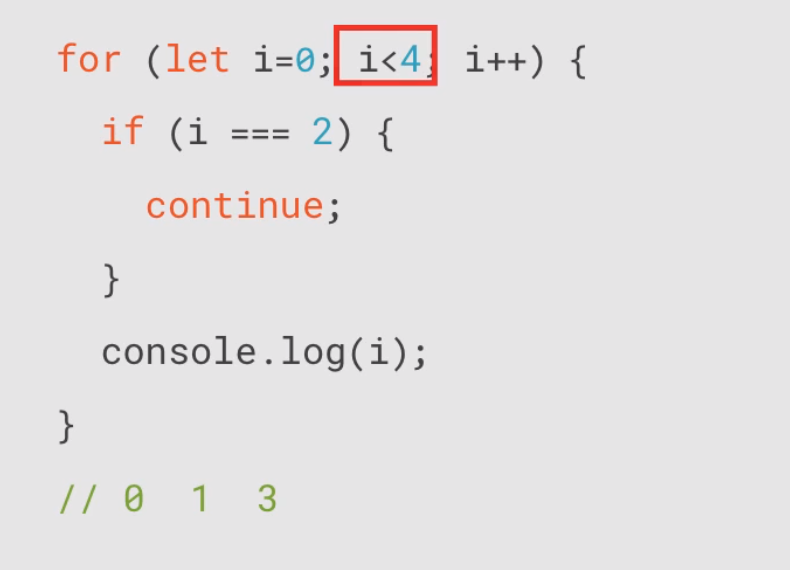 for (let i=0; i<4; i++) {
if (i === 2) {
continue;
}
console.log(i);
}
// 0 1 3